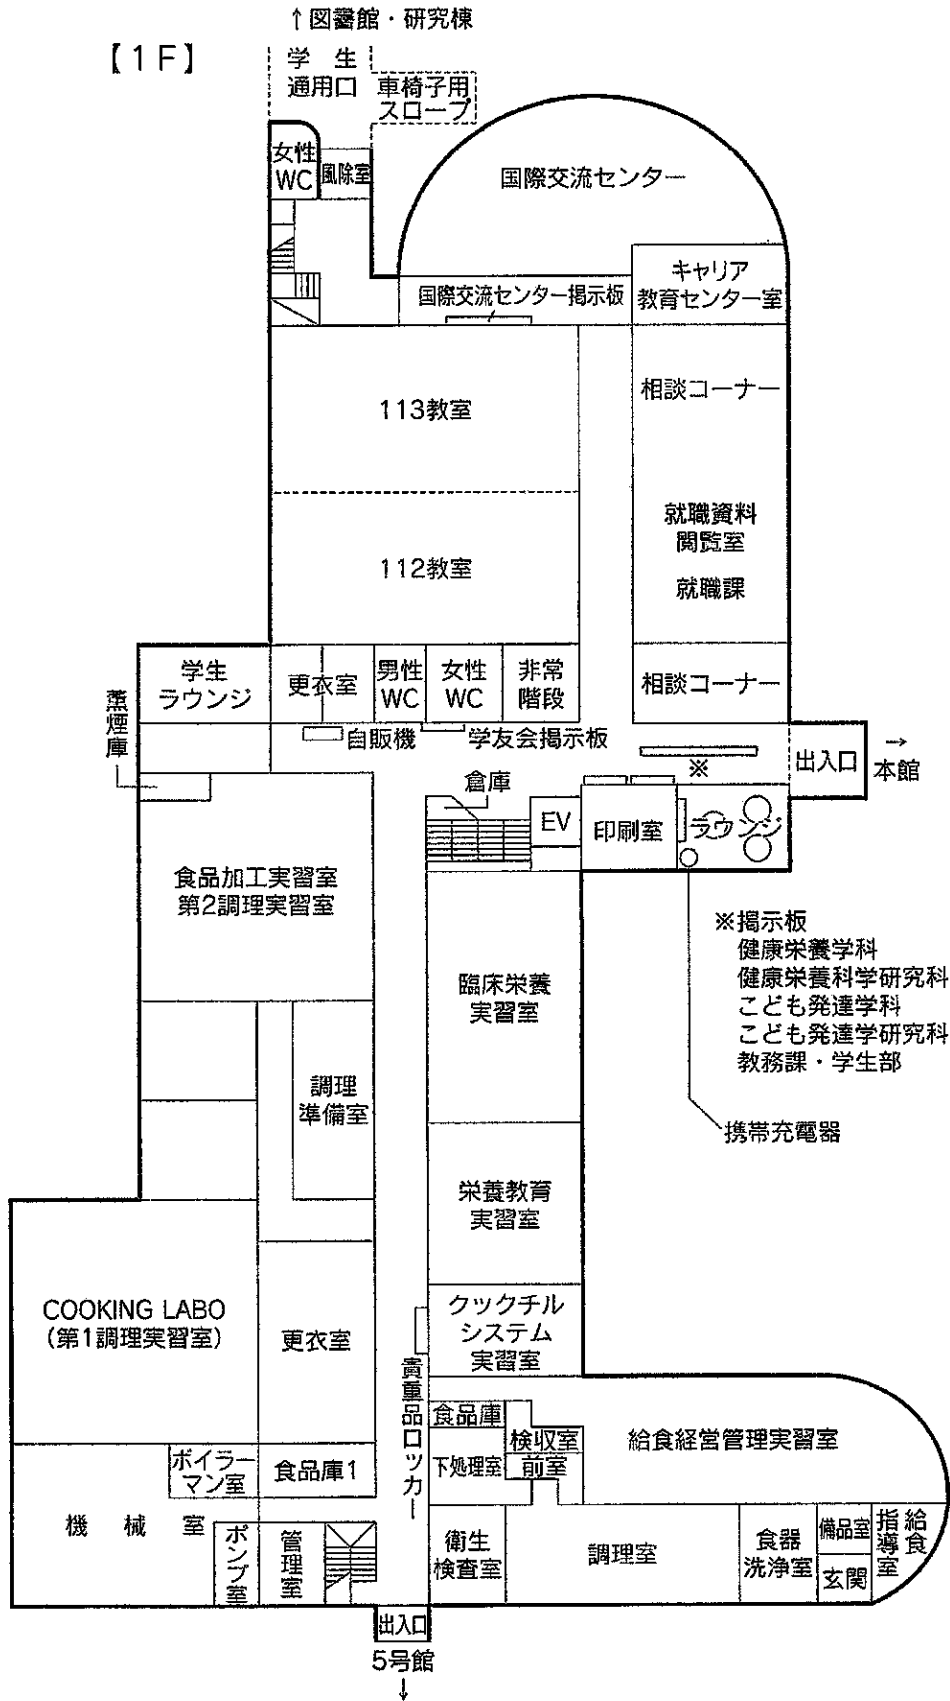 ↑図書館・研究棟
【1F】
学 生
通用口
車椅子用
スロープ
女性
WC
風除室
国際交流センター
キャリア
教育センター室
国際交流センター掲示板
113教室
相談コーナー
就職資料
閲覧室
就職課
112教室
学生
ラウンジ
更衣室
男性
WC
女性
WC
非常
階段
相談コーナー
燻煙庫
自販機
学友会掲示板
※
出入口
→
本館
倉庫
EV
印刷室
ラウンジ
食品加工実習室
第2調理実習室
※掲示板
健康栄養学科
健康栄養科学研究科
こども発達学科
こども発達学研究科
教務課・学生部
臨床栄養
実習室
調理
準備室
携帯充電器
栄養教育
実習室
COOKING LABO
(第1調理実習室)
更衣室
クックチル
システム
実習室
貴重品ロッカー
食品庫
下処理室
検収室
前室
給食経営管理実習室
ボイラー
マン室
食品庫1
機 械 室
ポンプ室
管理室
衛生
検査室
調理室
食器
洗浄室
備品室
玄関
給食
指導室
出入口
5号館
↓